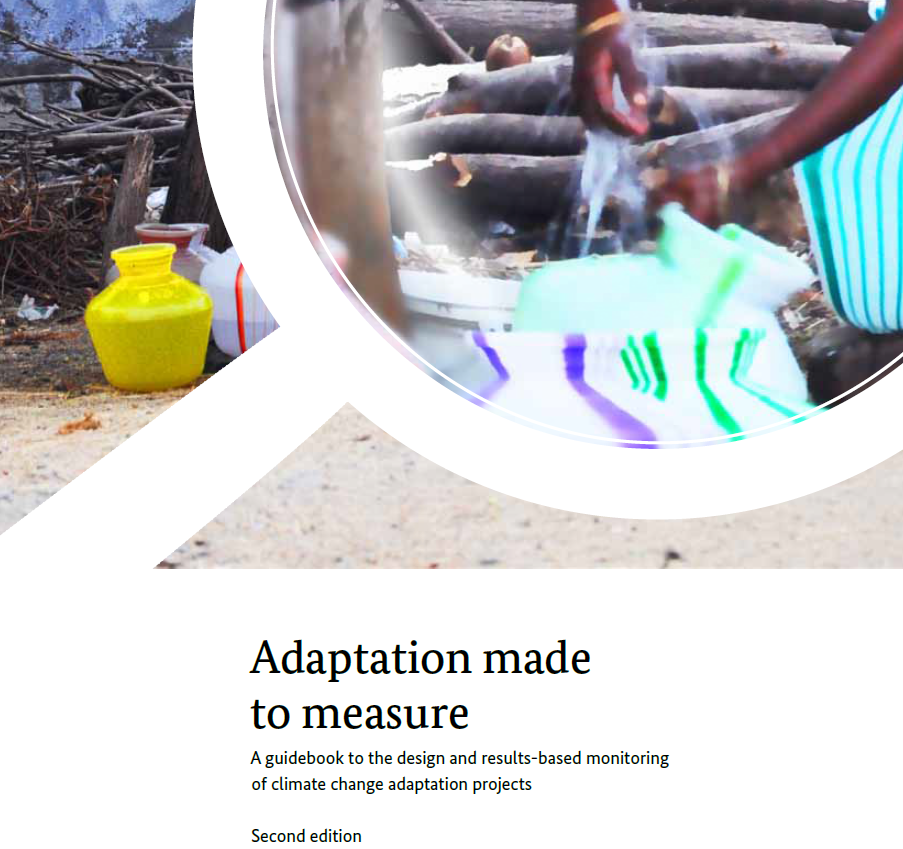 Adaptation made
to measure
A guidebook to the design and results-based monitoring
of climate change adaptation projects
Second edition